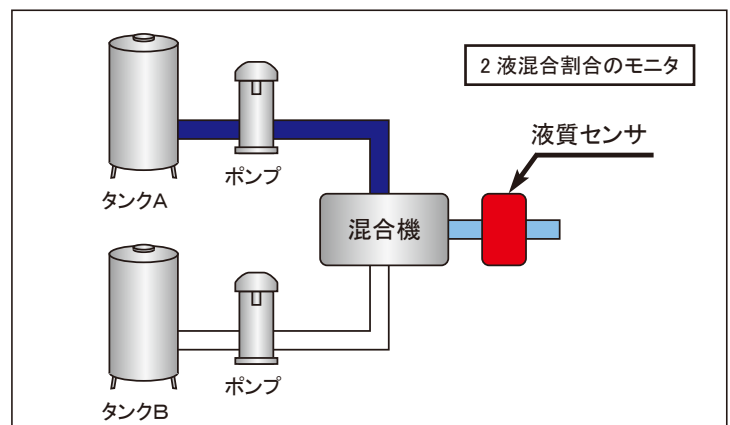 2 液混合割合のモニタ
液質センサ
ポンプ
タンクA
混合機
ポンプ
タンクB